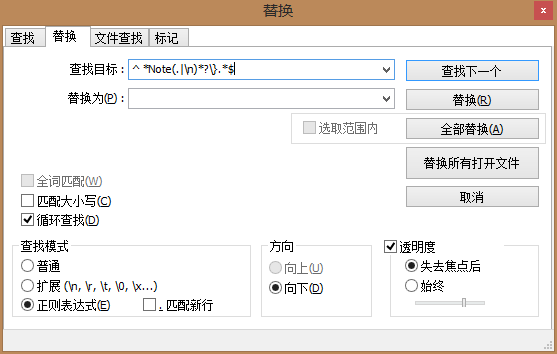 替换
查找 替换 文件查找 标记
查找目标： ^ *Note(.|\n)*?\}.*$ 查找下一个
替换为(P)： 替换(R)
选取范围内 全部替换(A)
替换所有打开文件
取消
全词匹配(W)
匹配大小写(C)
循环查找(D)
查找模式 方向 透明度
普通 向上(U) 失去焦点后
扩展 (\n, \r, \t, \0, \x...) 向下(D) 始终
正则表达式(E) . 匹配新行